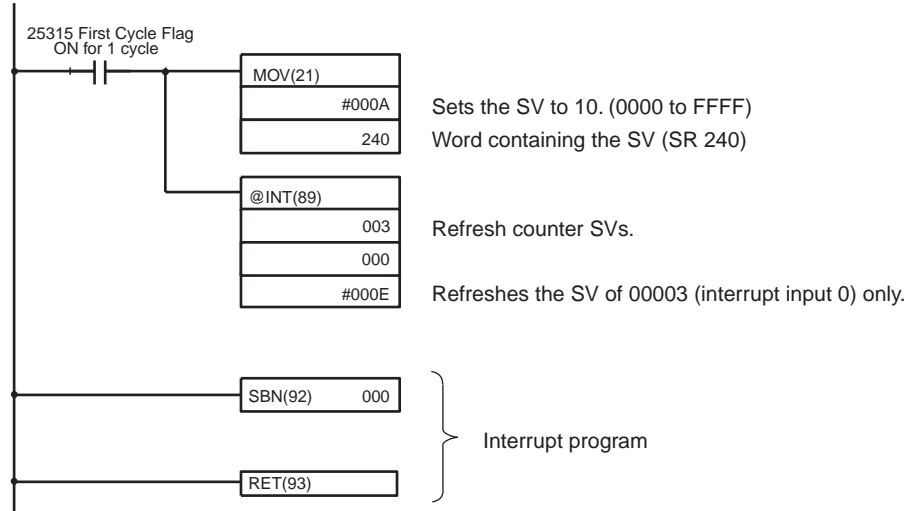 25315 First Cycle Flag
ON for 1 cycle
MOV(21)
#000A Sets the SV to 10. (0000 to FFFF)
240 Word containing the SV (SR 240)
@INT(89)
003 Refresh counter SVs.
000
#000E Refreshes the SV of 00003 (interrupt input 0) only.
SBN(92) 000
Interrupt program
RET(93)